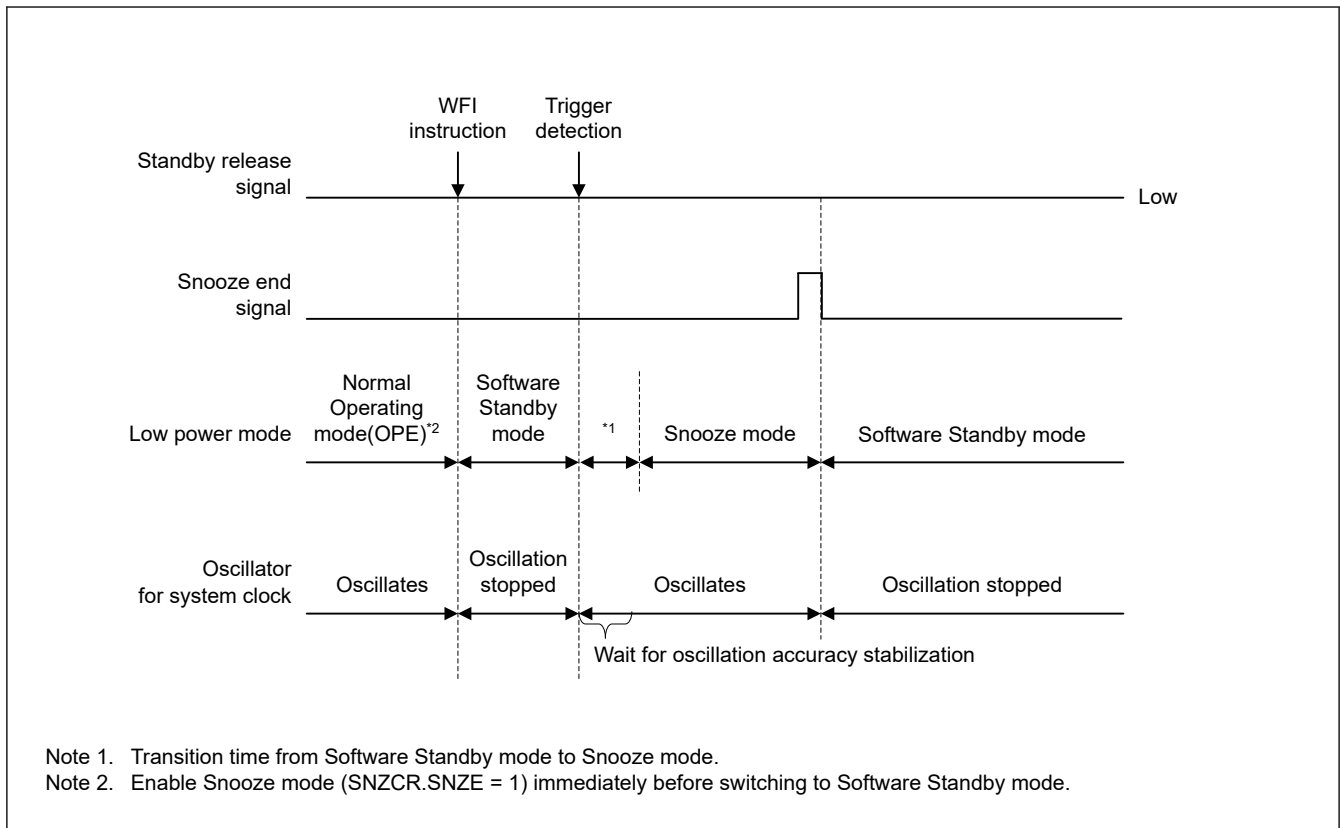 WFI
instruction
Trigger
detection
Standby release
signal
Low
Snooze end
signal
Low power mode
Normal
Operating
mode(OPE)*2
Software
Standby
mode
*1
Snooze mode
Software Standby mode
Oscillator
for system clock
Oscillates
Oscillation
stopped
Oscillates
Oscillation stopped
Wait for oscillation accuracy stabilization
Note 1. Transition time from Software Standby mode to Snooze mode.
Note 2. Enable Snooze mode (SNZCR.SNZE = 1) immediately before switching to Software Standby mode.